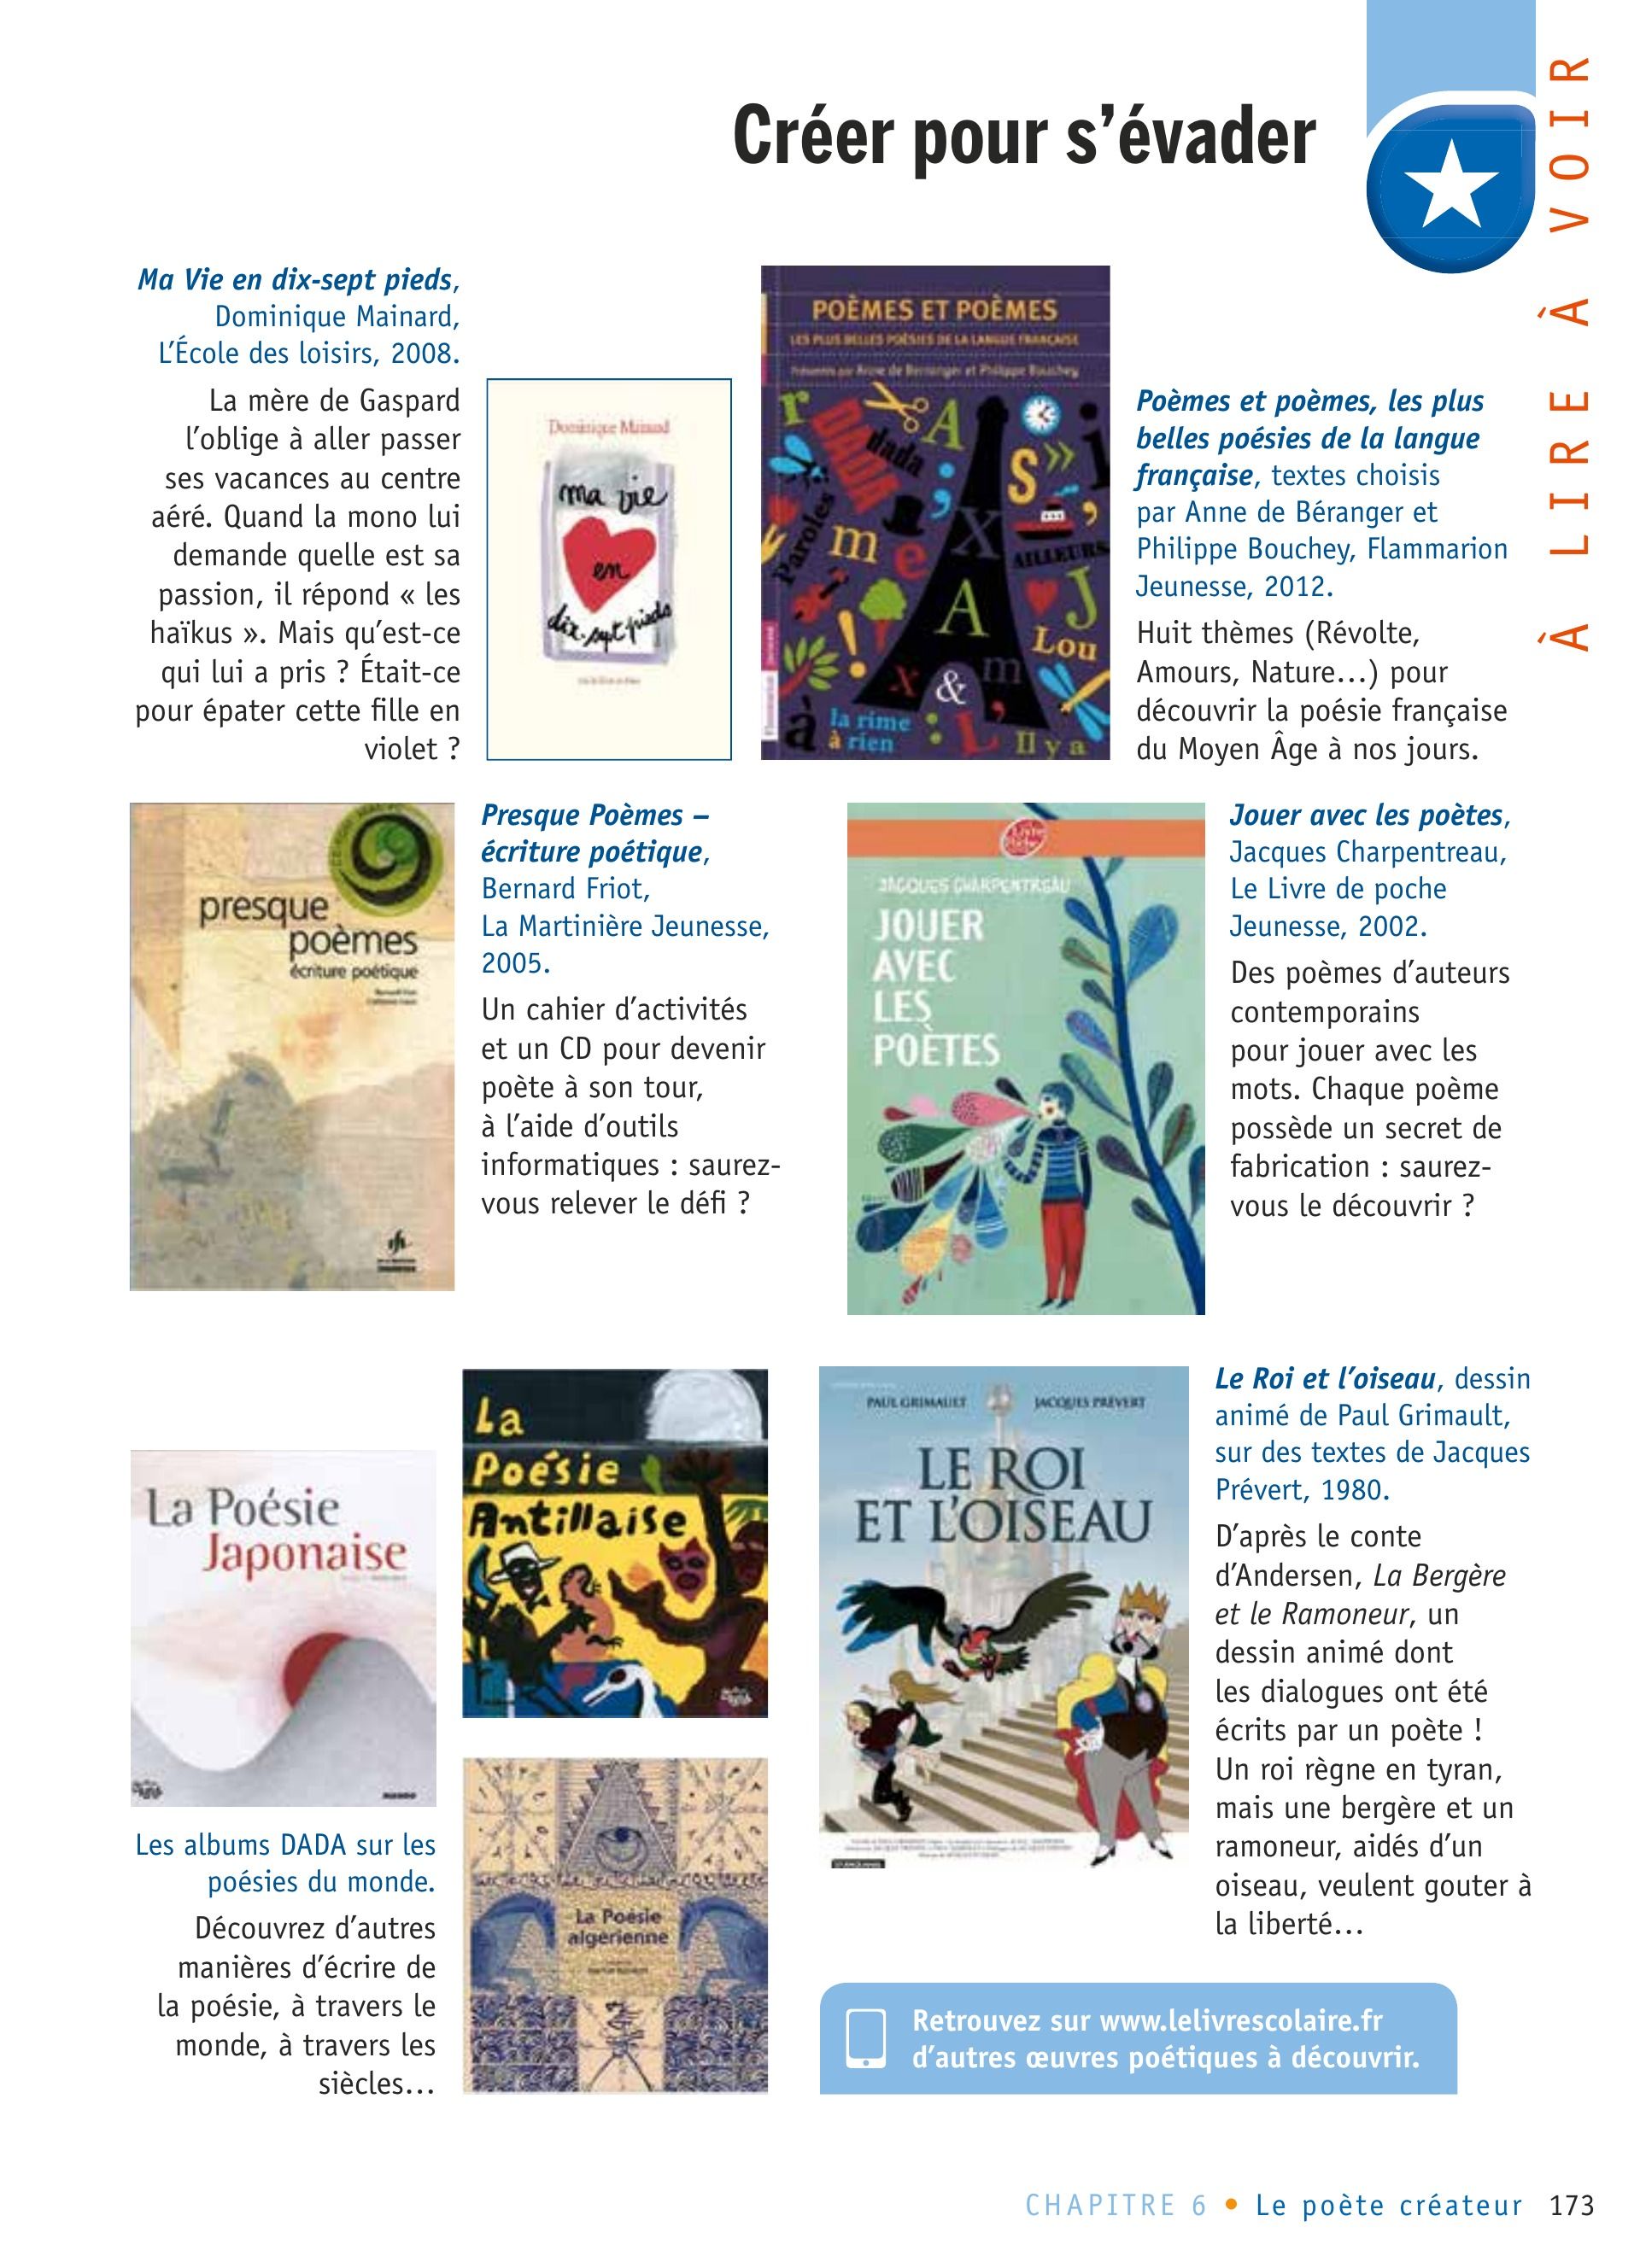 Créer pour s’évader
À LIRE À VOIR
Ma Vie en dix-sept pieds,
Dominique Mainard,
L’École des loisirs, 2008.
La mère de Gaspard
l’oblige à aller passer
ses vacances au centre
aéré. Quand la mono lui
demande quelle est sa
passion, il répond « les
haïkus ». Mais qu’est-ce
qui lui a pris ? Était-ce
pour épater cette fille en
violet ?
Dominique Mainard
ma vie
en
dix-sept pieds
POÈMES ET POÈMES
LES PLUS BELLES POÉSIES DE LA LANGUE FRANÇAISE
Présentés par Anne de Berranger et Philippe Bouchey
dada
Paroles
AILLEURS
Lou
la rime
à rien
Il y a
Poèmes et poèmes, les plus
belles poésies de la langue
française, textes choisis
par Anne de Béranger et
Philippe Bouchey, Flammarion
Jeunesse, 2012.
Huit thèmes (Révolte,
Amours, Nature…) pour
découvrir la poésie française
du Moyen Âge à nos jours.
presque
poèmes
écriture poétique
Presque Poèmes –
écriture poétique,
Bernard Friot,
La Martinière Jeunesse,
2005.
Un cahier d’activités
et un CD pour devenir
poète à son tour,
à l’aide d’outils
informatiques : saurez-
vous relever le défi ?
JACQUES CHARPENTREAU
JOUER
AVEC
LES
POÈTES
Jouer avec les poètes,
Jacques Charpentreau,
Le Livre de poche
Jeunesse, 2002.
Des poèmes d’auteurs
contemporains
pour jouer avec les
mots. Chaque poème
possède un secret de
fabrication : saurez-
vous le découvrir ?
La Poésie
Japonaise
La
Poésie
Antillaise
La Poésie
algérienne
Les albums DADA sur les
poésies du monde.
Découvrez d’autres
manières d’écrire de
la poésie, à travers le
monde, à travers les
siècles…
PAUL GRIMAULT JACQUES PRÉVERT
LE ROI
ET L’OISEAU
Le Roi et l’oiseau, dessin
animé de Paul Grimault,
sur des textes de Jacques
Prévert, 1980.
D’après le conte
d’Andersen, La Bergère
et le Ramoneur, un
dessin animé dont
les dialogues ont été
écrits par un poète !
Un roi règne en tyran,
mais une bergère et un
ramoneur, aidés d’un
oiseau, veulent gouter à
la liberté…
Retrouvez sur www.lelivrescolaire.fr
d’autres œuvres poétiques à découvrir.
CHAPITRE 6 • Le poète créateur 173